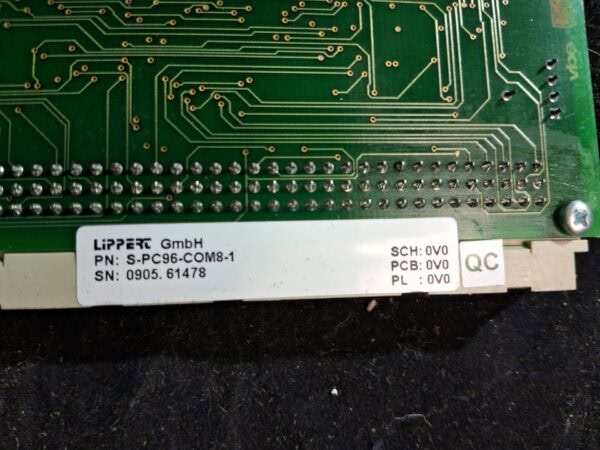 LiPPERT GmbH
PN: S-PC96-COM8-1
SN: 0905.61478
SCH: 0V0
PCB: 0V0
PL : 0V0
QC